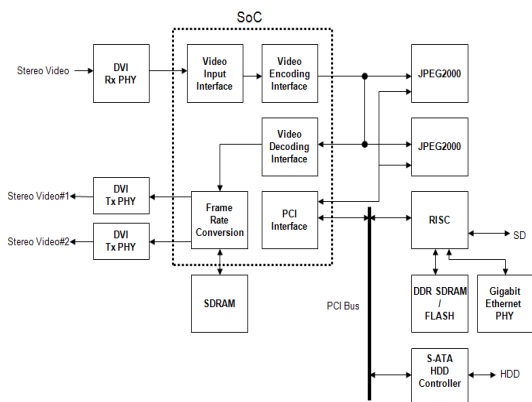 SoC
Stereo Video
DVI
Rx PHY
Video
Input
Interface
Video
Encoding
Interface
JPEG2000
Video
Decoding
Interface
JPEG2000
Stereo Video#1
DVI
Tx PHY
Stereo Video#2
DVI
Tx PHY
Frame
Rate
Conversion
PCI
Interface
RISC
SD
SDRAM
PCI Bus
DDR SDRAM
/
FLASH
Gigabit
Ethernet
PHY
S-ATA
HDD
Controller
HDD